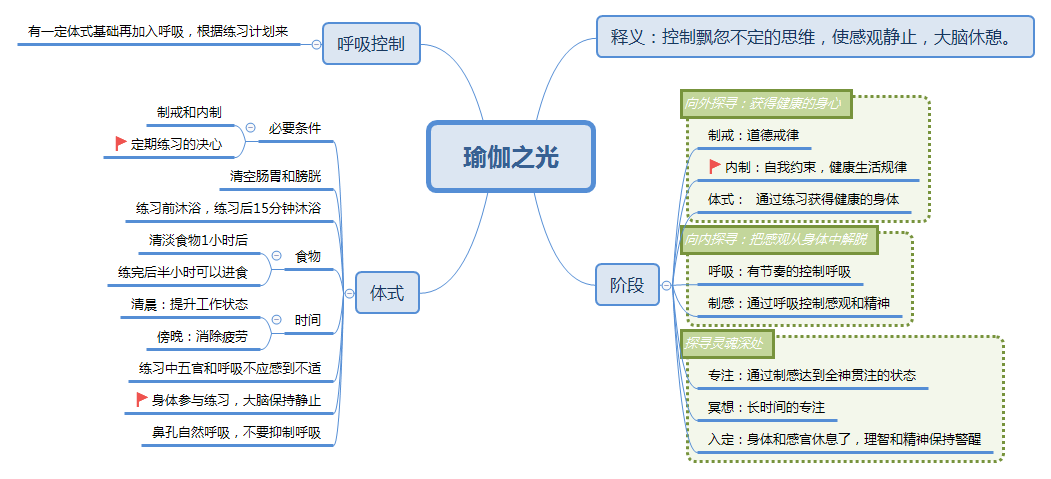 瑜伽之光
释义：控制飘忽不定的思维，使感观静止，大脑休憩。
阶段
向外探寻：获得健康的身心
制戒：道德戒律
内制：自我约束，健康生活规律
体式： 通过练习获得健康的身体
向内探寻：把感观从身体中解脱
呼吸：有节奏的控制呼吸
制感：通过呼吸控制感观和精神
探寻灵魂深处
专注：通过制感达到全神贯注的状态
冥想：长时间的专注
入定：身体和感官休息了，理智和精神保持警醒
呼吸控制
有一定体式基础再加入呼吸，根据练习计划来
体式
必要条件
制戒和内制
定期练习的决心
清空肠胃和膀胱
练习前沐浴，练习后15分钟沐浴
食物
清淡食物1小时后
练完后半小时可以进食
时间
清晨：提升工作状态
傍晚：消除疲劳
练习中五官和呼吸不应感到不适
身体参与练习，大脑保持静止
鼻孔自然呼吸，不要抑制呼吸